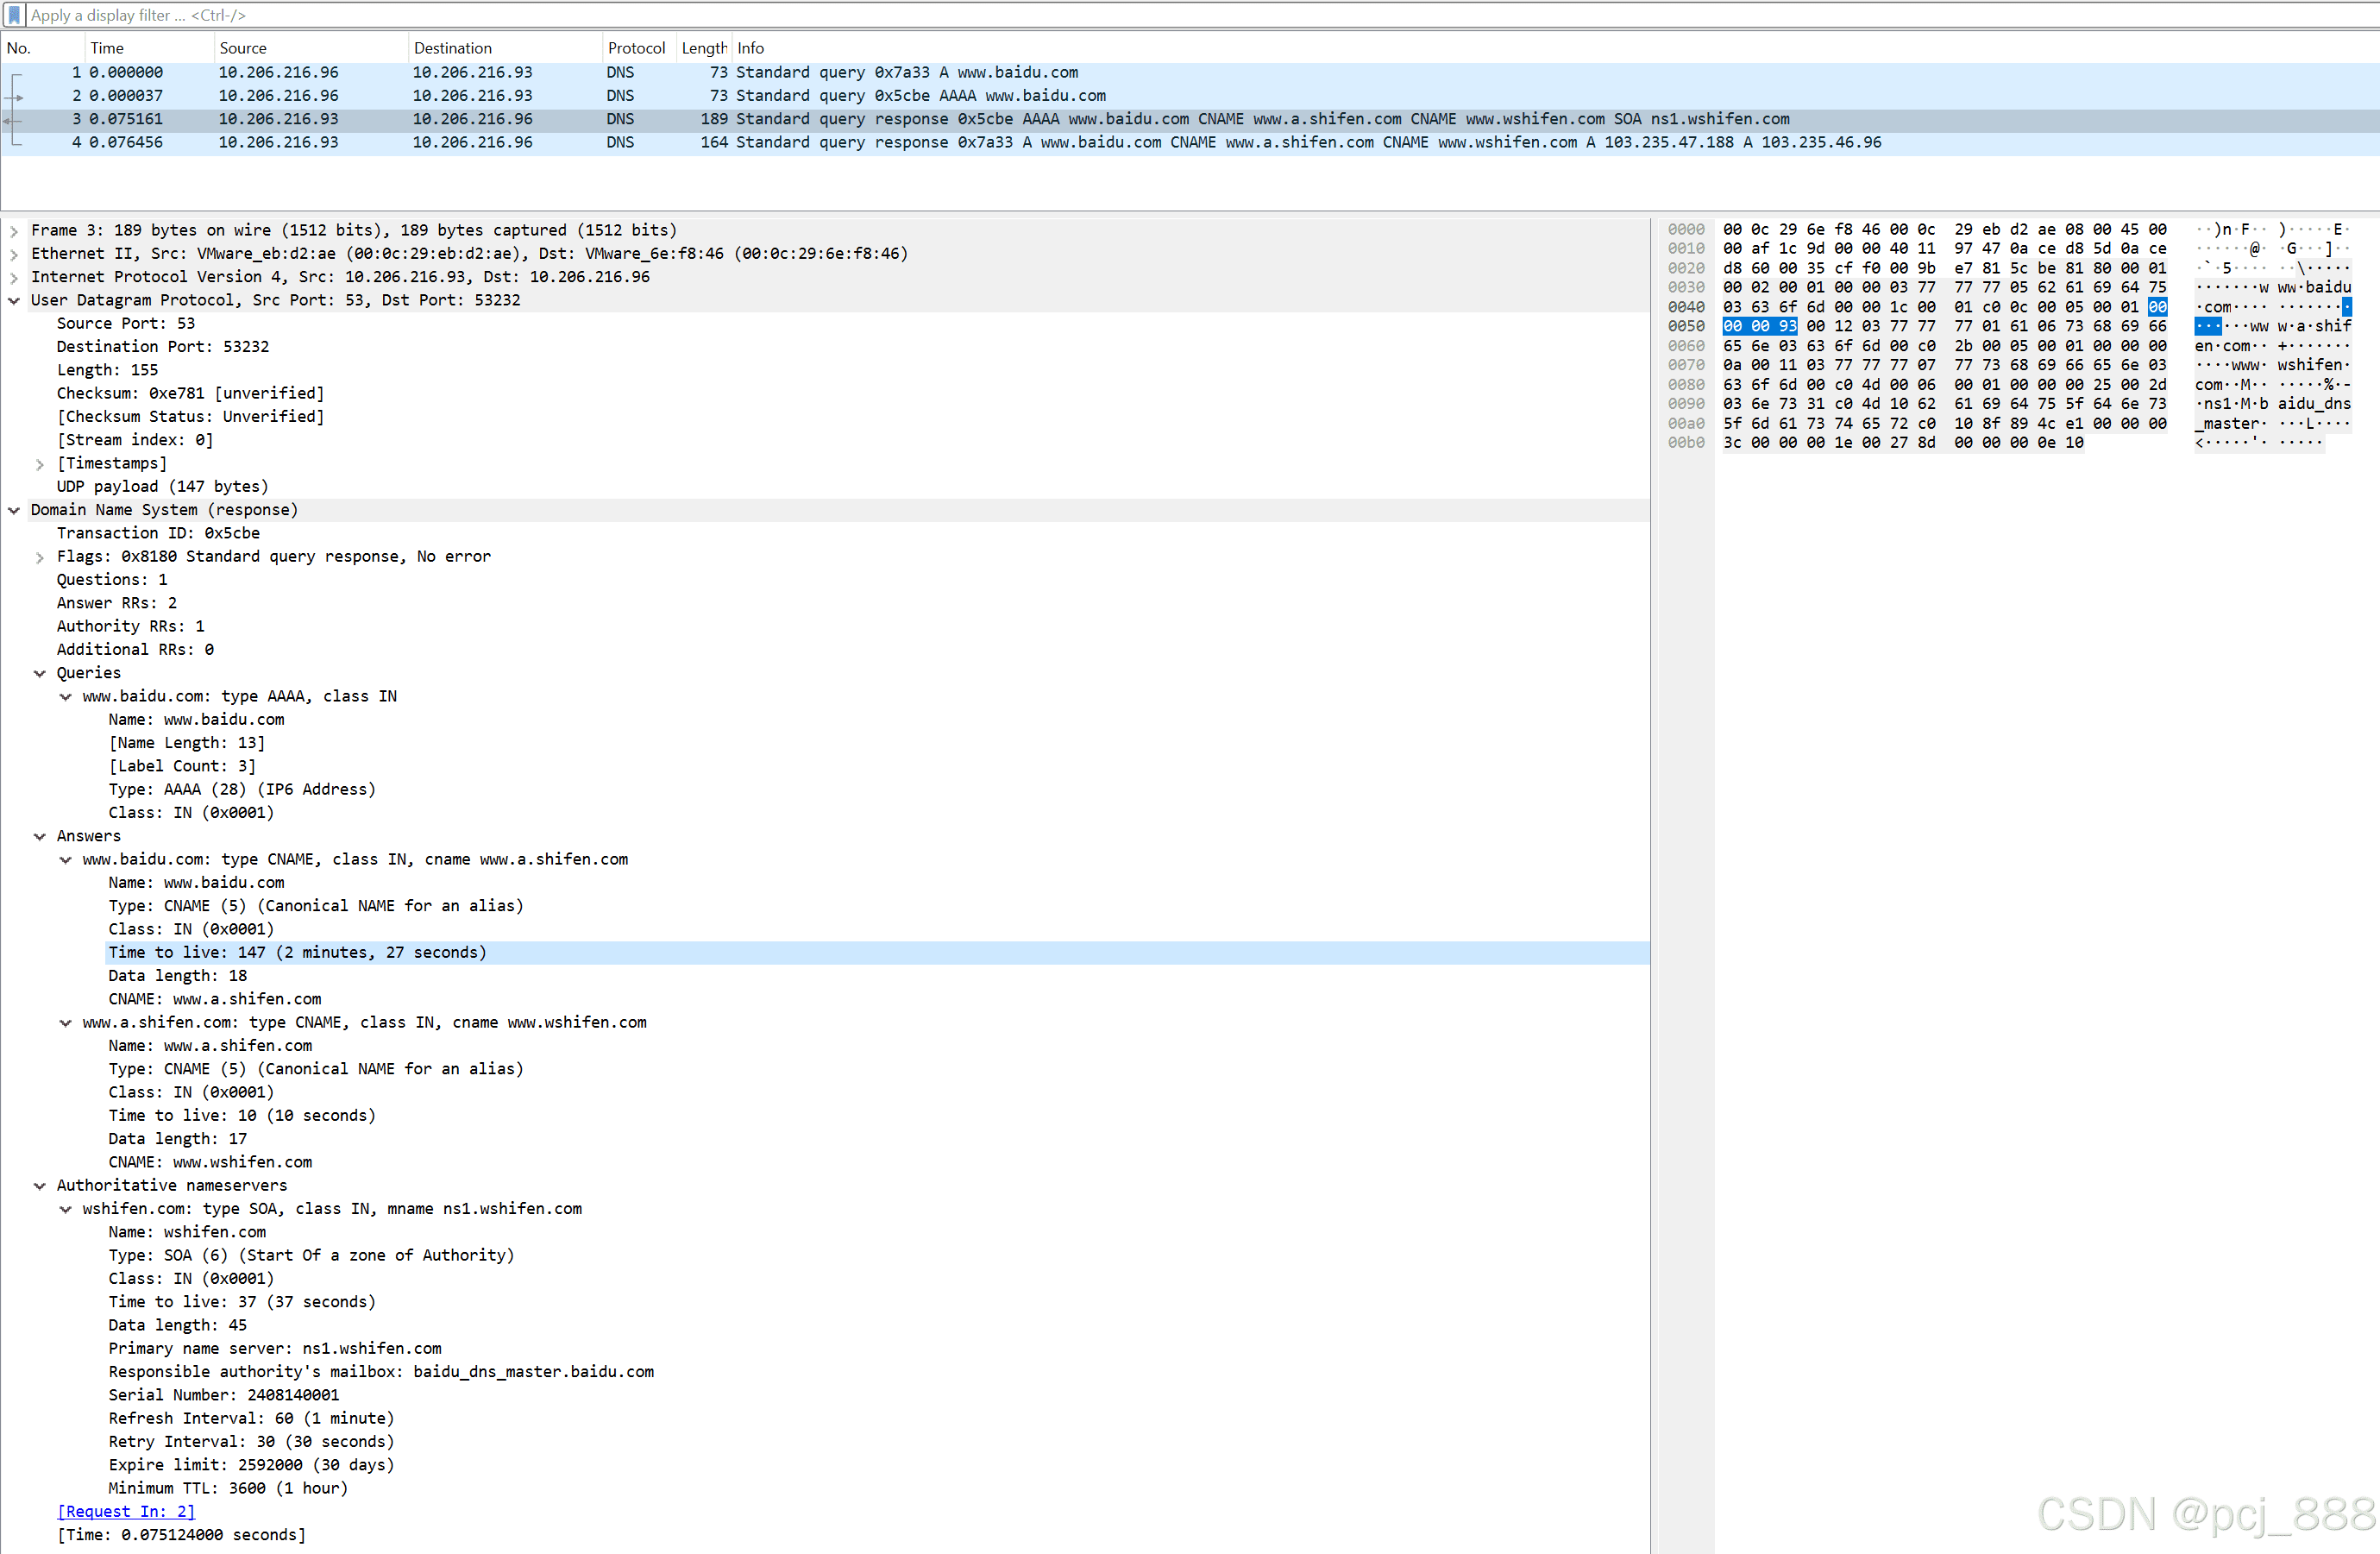 Apply a display filter ... <Ctrl-/>
No. Time Source Destination Protocol Length Info
1 0.000000 10.206.216.96 10.206.216.93 DNS 73 Standard query 0x7a33 A www.baidu.com
2 0.000037 10.206.216.96 10.206.216.93 DNS 73 Standard query 0x5cbe AAAA www.baidu.com
3 0.075161 10.206.216.93 10.206.216.96 DNS 189 Standard query response 0x5cbe AAAA www.baidu.com CNAME www.a.shifen.com CNAME www.wshifen.com SOA ns1.wshifen.com
4 0.076456 10.206.216.93 10.206.216.96 DNS 164 Standard query response 0x7a33 A www.baidu.com CNAME www.a.shifen.com CNAME www.wshifen.com A 103.235.47.188 A 103.235.46.96
Frame 3: 189 bytes on wire (1512 bits), 189 bytes captured (1512 bits)
Ethernet II, Src: VMware_eb:d2:ae (00:0c:29:eb:d2:ae), Dst: VMware_6e:f8:46 (00:0c:29:6e:f8:46)
Internet Protocol Version 4, Src: 10.206.216.93, Dst: 10.206.216.96
User Datagram Protocol, Src Port: 53, Dst Port: 53232
Source Port: 53
Destination Port: 53232
Length: 155
Checksum: 0xe781 [unverified]
[Checksum Status: Unverified]
[Stream index: 0]
[Timestamps]
UDP payload (147 bytes)
Domain Name System (response)
Transaction ID: 0x5cbe
Flags: 0x8180 Standard query response, No error
Questions: 1
Answer RRs: 2
Authority RRs: 1
Additional RRs: 0
Queries
www.baidu.com: type AAAA, class IN
Name: www.baidu.com
[Name Length: 13]
[Label Count: 3]
Type: AAAA (28) (IP6 Address)
Class: IN (0x0001)
Answers
www.baidu.com: type CNAME, class IN, cname www.a.shifen.com
Name: www.baidu.com
Type: CNAME (5) (Canonical NAME for an alias)
Class: IN (0x0001)
Time to live: 147 (2 minutes, 27 seconds)
Data length: 18
CNAME: www.a.shifen.com
www.a.shifen.com: type CNAME, class IN, cname www.wshifen.com
Name: www.a.shifen.com
Type: CNAME (5) (Canonical NAME for an alias)
Class: IN (0x0001)
Time to live: 10 (10 seconds)
Data length: 17
CNAME: www.wshifen.com
Authoritative nameservers
wshifen.com: type SOA, class IN, mname ns1.wshifen.com
Name: wshifen.com
Type: SOA (6) (Start Of a zone of Authority)
Class: IN (0x0001)
Time to live: 37 (37 seconds)
Data length: 45
Primary name server: ns1.wshifen.com
Responsible authority's mailbox: baidu_dns_master.baidu.com
Serial Number: 2408140001
Refresh Interval: 60 (1 minute)
Retry Interval: 30 (30 seconds)
Expire limit: 2592000 (30 days)
Minimum TTL: 3600 (1 hour)
[Request In: 2]
[Time: 0.075124000 seconds]
0000 00 0c 29 6e f8 46 00 0c 29 eb d2 ae 08 00 45 00 ··)n·F·· )·····E·
0010 00 af 1c 9d 00 00 40 11 97 47 0a ce d8 5d 0a ce ······@· ·G···]··
0020 d8 60 00 35 cf f0 00 9b e7 81 5c be 81 80 00 01 ·`·5···· ··\·····
0030 00 02 00 01 00 00 03 77 77 77 05 62 61 69 64 75 ·······w ww·baidu
0040 03 63 6f 6d 00 00 1c 00 01 c0 0c 00 05 00 01 00 ·com···· ········
0050 00 00 93 00 12 03 77 77 77 01 61 06 73 68 69 66 ······ww w·a·shif
0060 65 6e 03 63 6f 6d 00 c0 2b 00 05 00 01 00 00 00 en·com·· +·······
0070 0a 00 11 03 77 77 77 07 77 73 68 69 66 65 6e 03 ····www· wshifen·
0080 63 6f 6d 00 c0 4d 00 06 00 01 00 00 00 25 00 2d com··M·· ·····%·-
0090 03 6e 73 31 c0 4d 10 62 61 69 64 75 5f 64 6e 73 ·ns1·M·b aidu_dns
00a0 5f 6d 61 73 74 65 72 c0 10 8f 89 4c e1 00 00 00 _master· ···L····
00b0 3c 00 00 00 1e 00 27 8d 00 00 00 0e 10 <·····'· ·····
CSDN @pcj_888